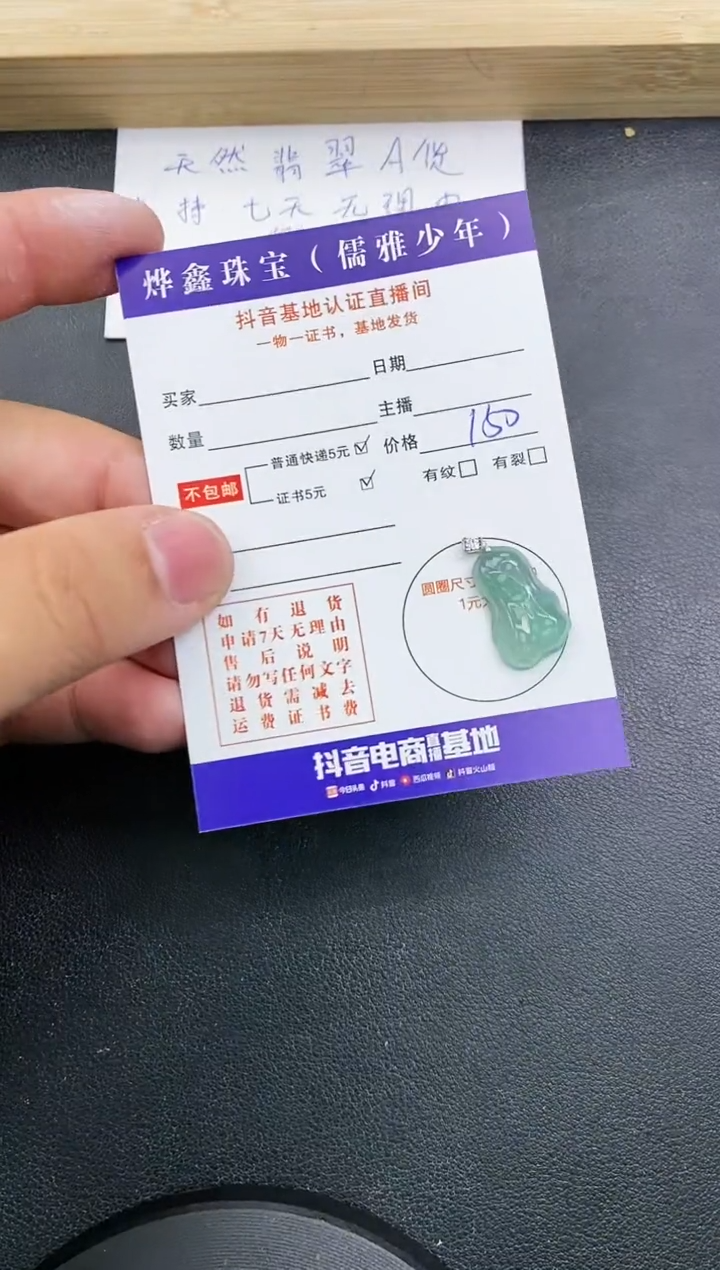 天然翡翠A货
持七天无理由
烨鑫珠宝(儒雅少年)
抖音基地认证直播间
一物一证书，基地发货
买家 日期
数量 主播
不包邮 普通快递5元☑ 价格 150
证书5元☑ 有纹□ 有裂□
圆圈尺寸
1元
如有退货
申请7天无理由
售后说明
请勿写任何文字
退货需减去
运费证书费
抖音电商直播基地
今日头条 抖音 西瓜视频 抖音火山版